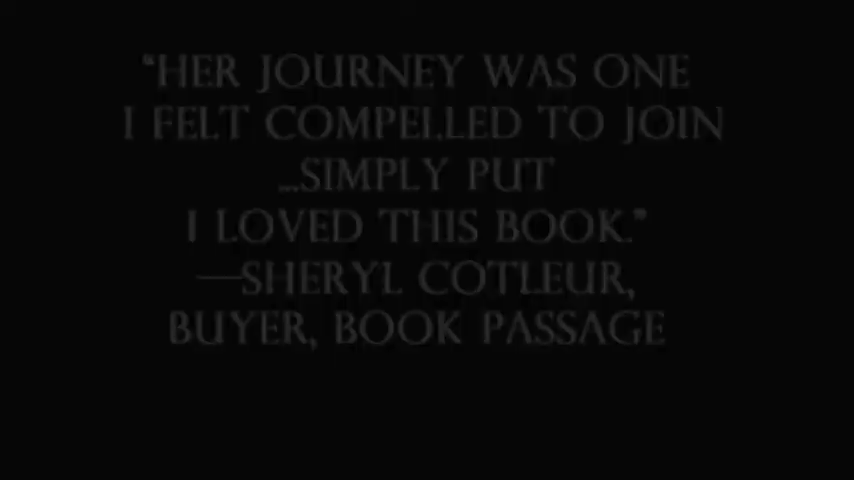 “HER JOURNEY WAS ONE
I FELT COMPELLED TO JOIN
...SIMPLY PUT
I LOVED THIS BOOK.”
—SHERYL COTLEUR,
BUYER, BOOK PASSAGE